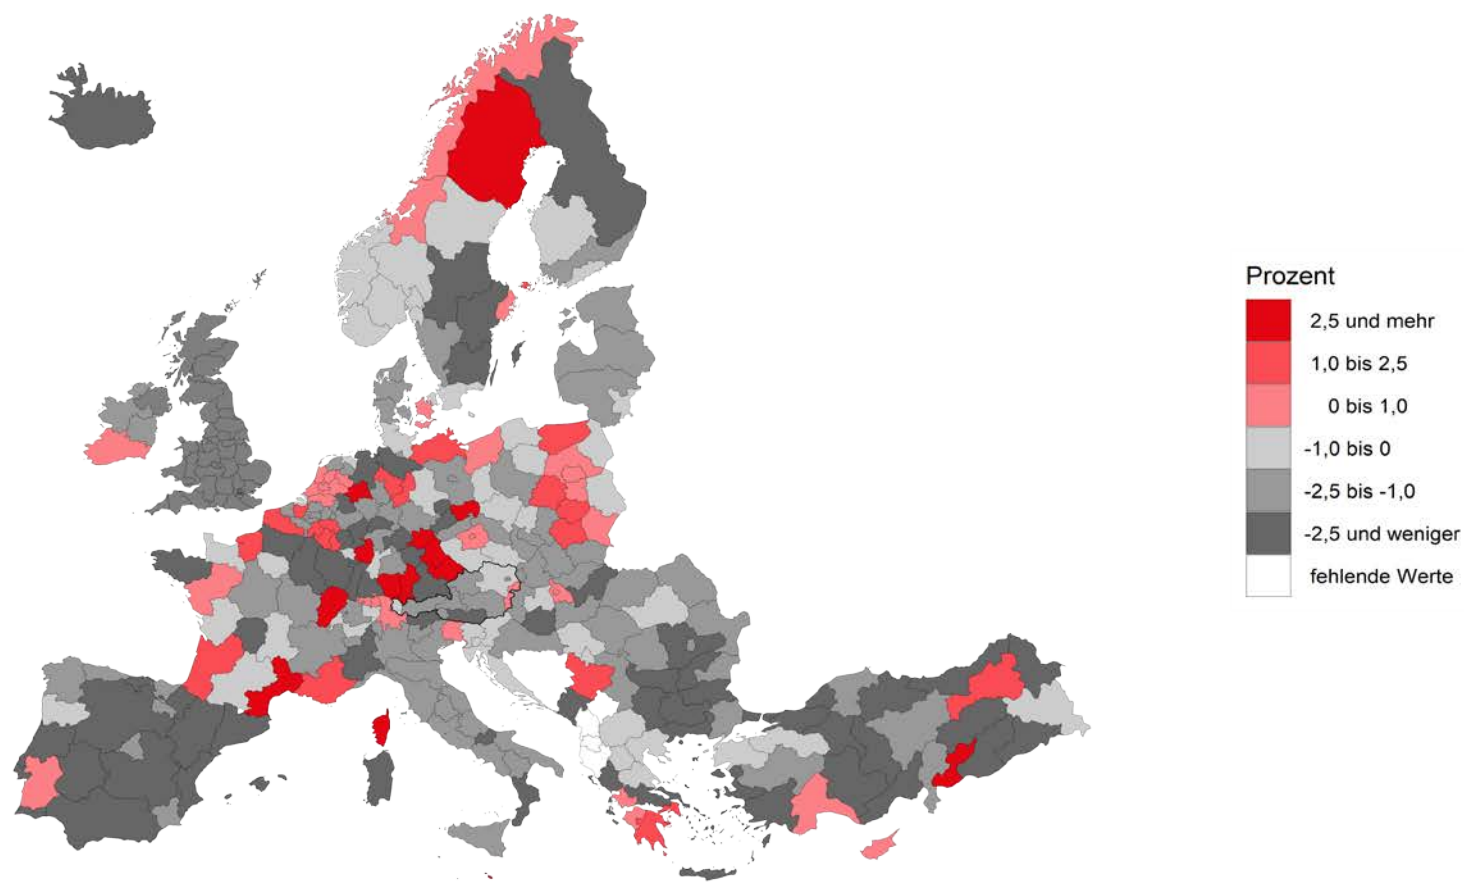 Prozent
2,5 und mehr
1,0 bis 2,5
0 bis 1,0
-1,0 bis 0
-2,5 bis -1,0
-2,5 und weniger
fehlende Werte